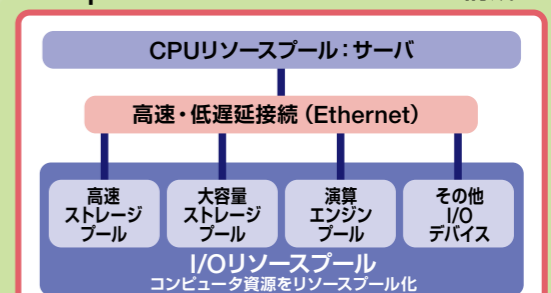 CPUリソースプール：サーバ
高速・低遅延接続（Ethernet）
高速
ストレージ
プール
大容量
ストレージ
プール
演算
エンジン
プール
その他
I/O
デバイス
I/Oリソースプール
コンピュータ資源をリソースプール化